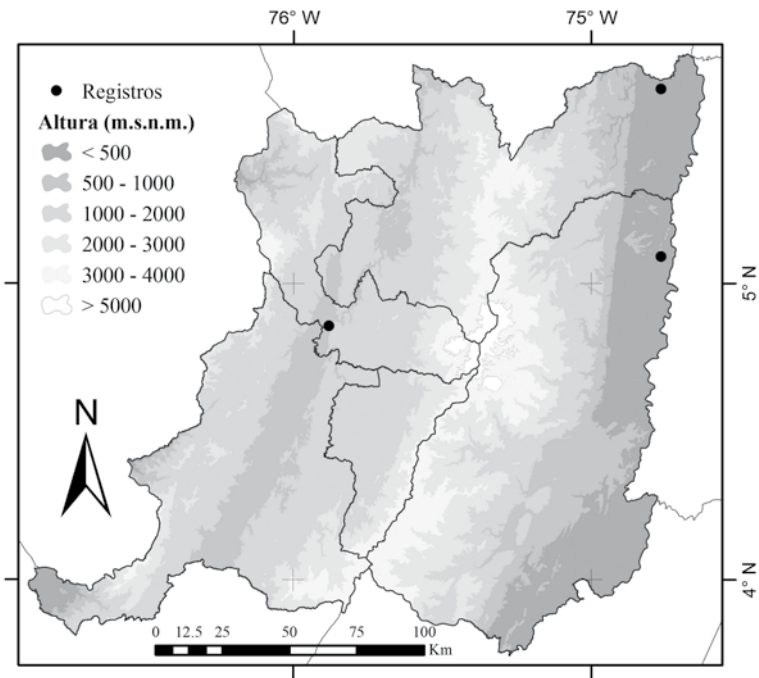 76° W
75° W
Registros
Altura (m.s.n.m.)
< 500
500 - 1000
1000 - 2000
2000 - 3000
3000 - 4000
> 5000
5° N
N
4° N
0 12.5 25 50 75 100
Km